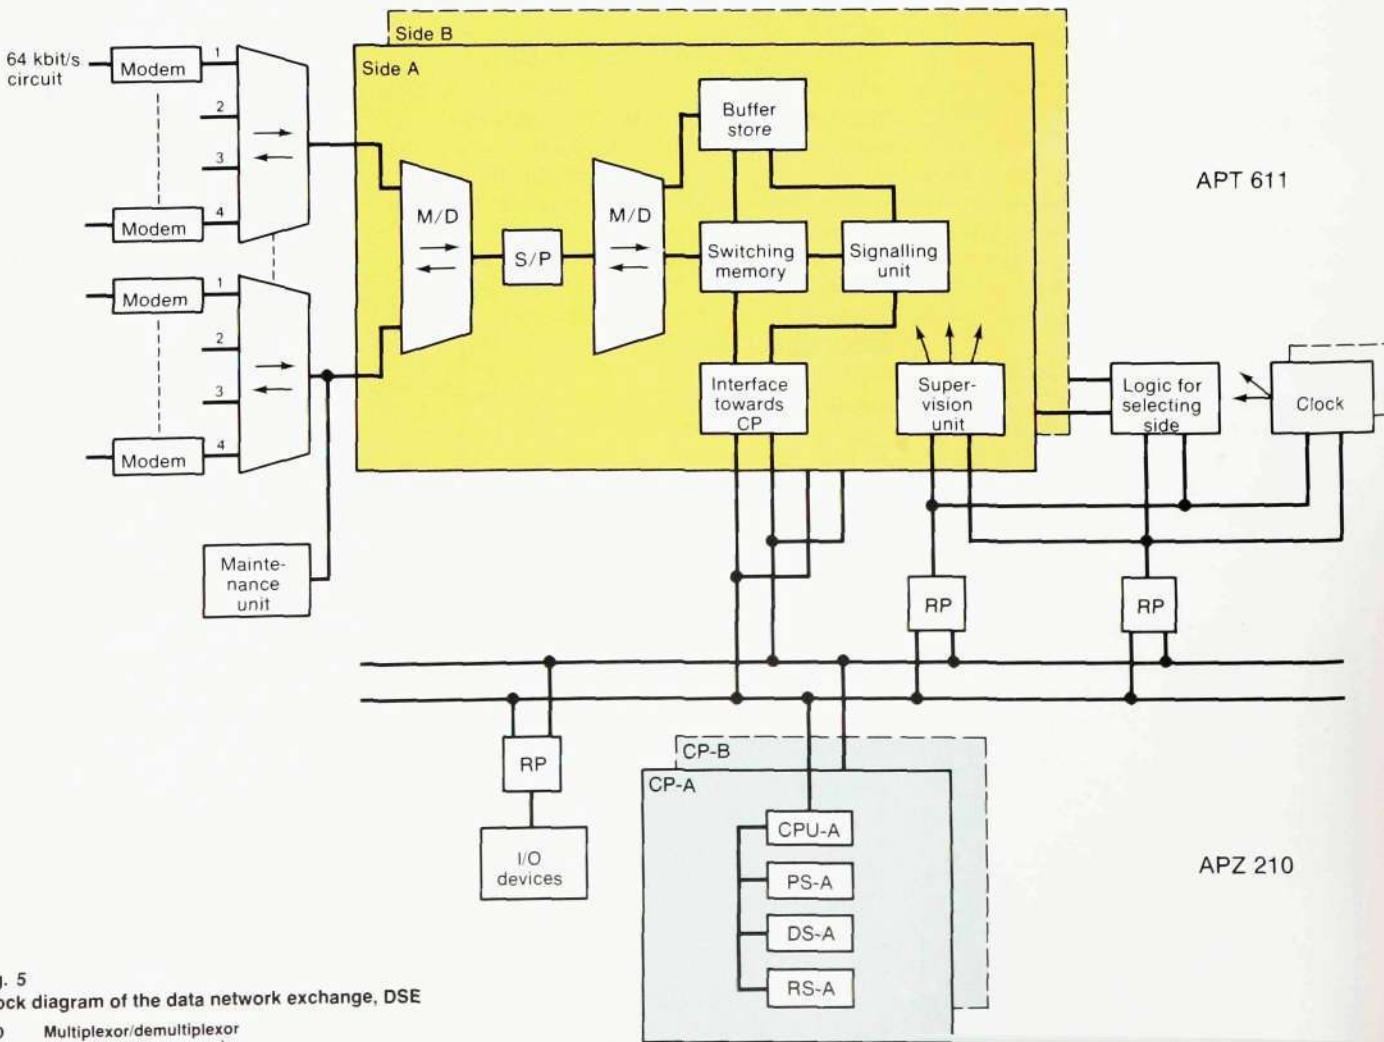 Side B
64 kbit/s
circuit
Modem
1
2
3
4
Modem
Side A
M/D
S/P
M/D
Buffer
store
Switching
memory
Signalling
unit
Interface
towards
CP
Super-
vision
unit
APT 611
Logic for
selecting
side
Clock
Modem
1
2
3
4
Modem
Mainte-
nance
unit
RP
RP
RP
I/O
devices
CP-B
CP-A
CPU-A
PS-A
DS-A
RS-A
APZ 210
5
diagram of the data network exchange, DSE
Multiplexor/demultiplexor